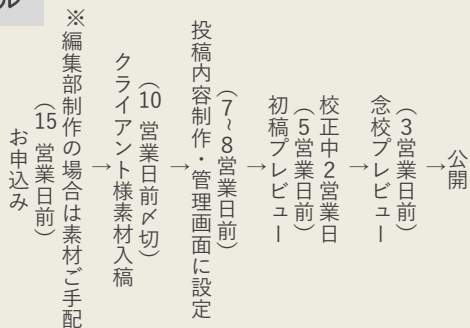 ル
お申込み
（15 営業日前）
※編集部制作の場合は素材ご手配
→
クライアント様素材入稿
（10 営業日前〆切）
→
投稿内容制作・管理画面に設定
（7~8営業日前）
→
初稿プレビュー
（5営業日前）
校正中2営業日
→
念校プレビュー
（3営業日前）
→
公開